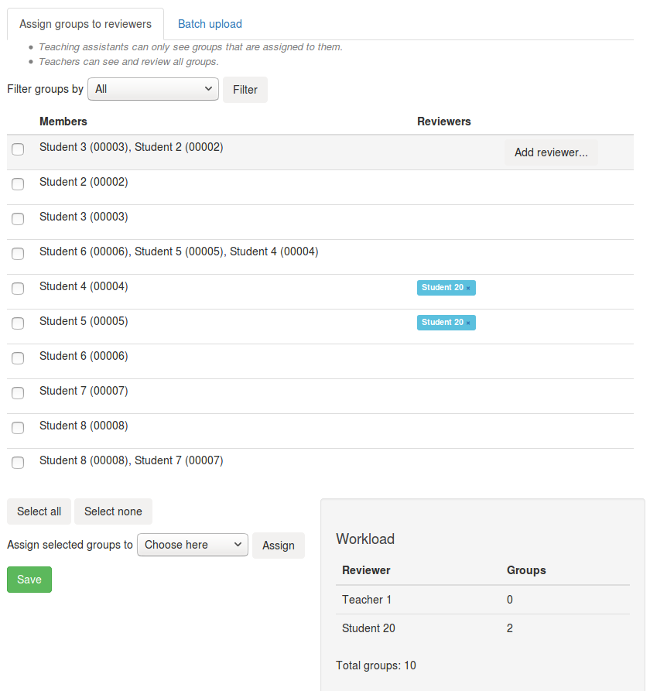 Assign groups to reviewers Batch upload
Teaching assistants can only see groups that are assigned to them.
Teachers can see and review all groups.
Filter groups by All Filter
Members Reviewers
Student 3 (00003), Student 2 (00002) Add reviewer...
Student 2 (00002)
Student 3 (00003)
Student 6 (00006), Student 5 (00005), Student 4 (00004)
Student 4 (00004) Student 20 ×
Student 5 (00005) Student 20 ×
Student 6 (00006)
Student 7 (00007)
Student 8 (00008)
Student 8 (00008), Student 7 (00007)
Select all Select none
Assign selected groups to Choose here Assign
Save
Workload
Reviewer Groups
Teacher 1 0
Student 20 2
Total groups: 10